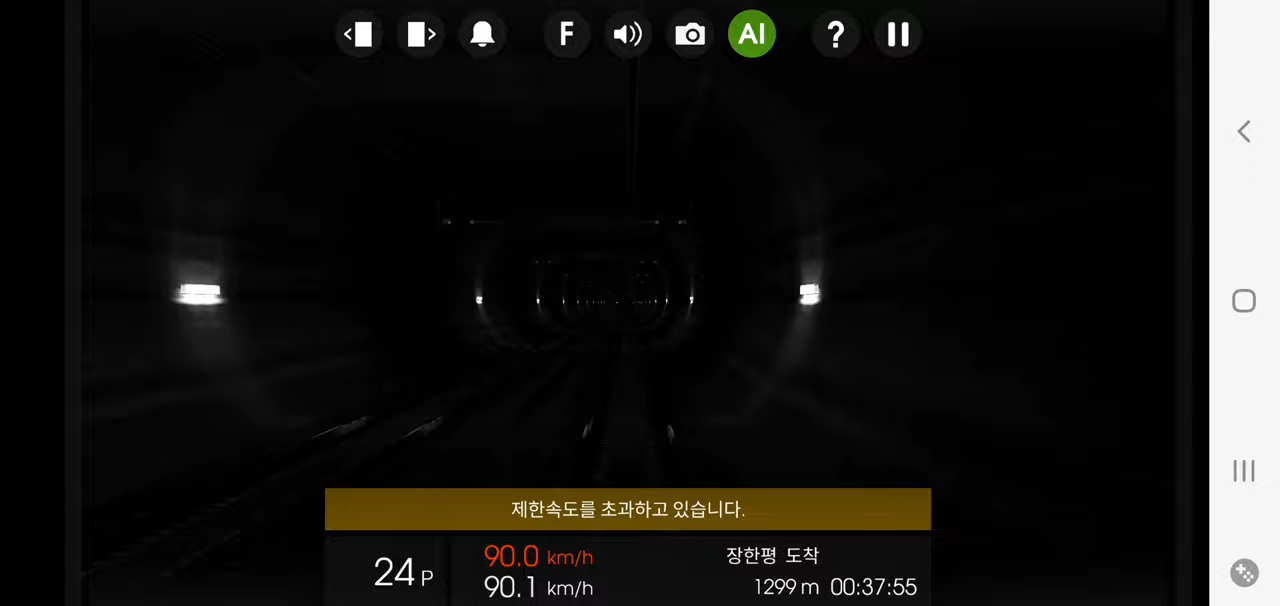 F
AI
?
제한속도를 초과하고 있습니다.
24 P
90.0 km/h
90.1 km/h
장한평 도착
1299 m 00:37:55